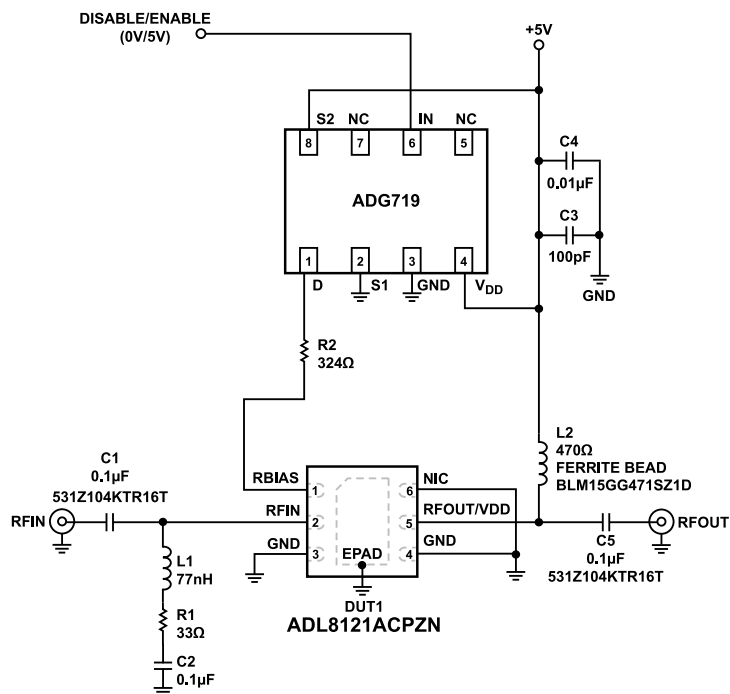 DISABLE/ENABLE
(0V/5V)
+5V
S2 NC IN NC
8 7 6 5
ADG719
1 2 3 4
D S1 GND VDD
C4
0.01µF
C3
100pF
GND
R2
324Ω
L2
470Ω
FERRITE BEAD
BLM15GG471SZ1D
C1
0.1µF
531Z104KTR16T
RFIN
RBIAS
1
RFIN
2
GND
3
EPAD
NIC
6
RFOUT/VDD
5
GND
4
RFOUT
C5
0.1µF
531Z104KTR16T
L1
77nH
R1
33Ω
C2
0.1µF
DUT1
ADL8121ACPZN